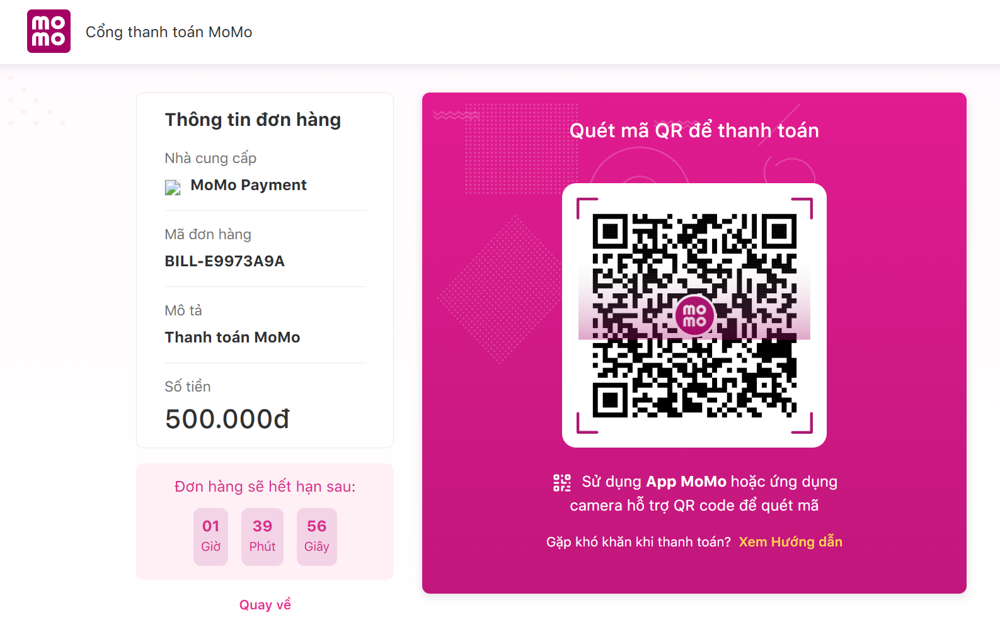 mo
mo
Cổng thanh toán MoMo
Thông tin đơn hàng
Nhà cung cấp
MoMo Payment
Mã đơn hàng
BILL-E9973A9A
Mô tả
Thanh toán MoMo
Số tiền
500.000đ
Đơn hàng sẽ hết hạn sau:
01 39 56
Giờ Phút Giây
Quay về
Quét mã QR để thanh toán
mo
mo
Sử dụng App MoMo hoặc ứng dụng
camera hỗ trợ QR code để quét mã
Gặp khó khăn khi thanh toán? Xem Hướng dẫn